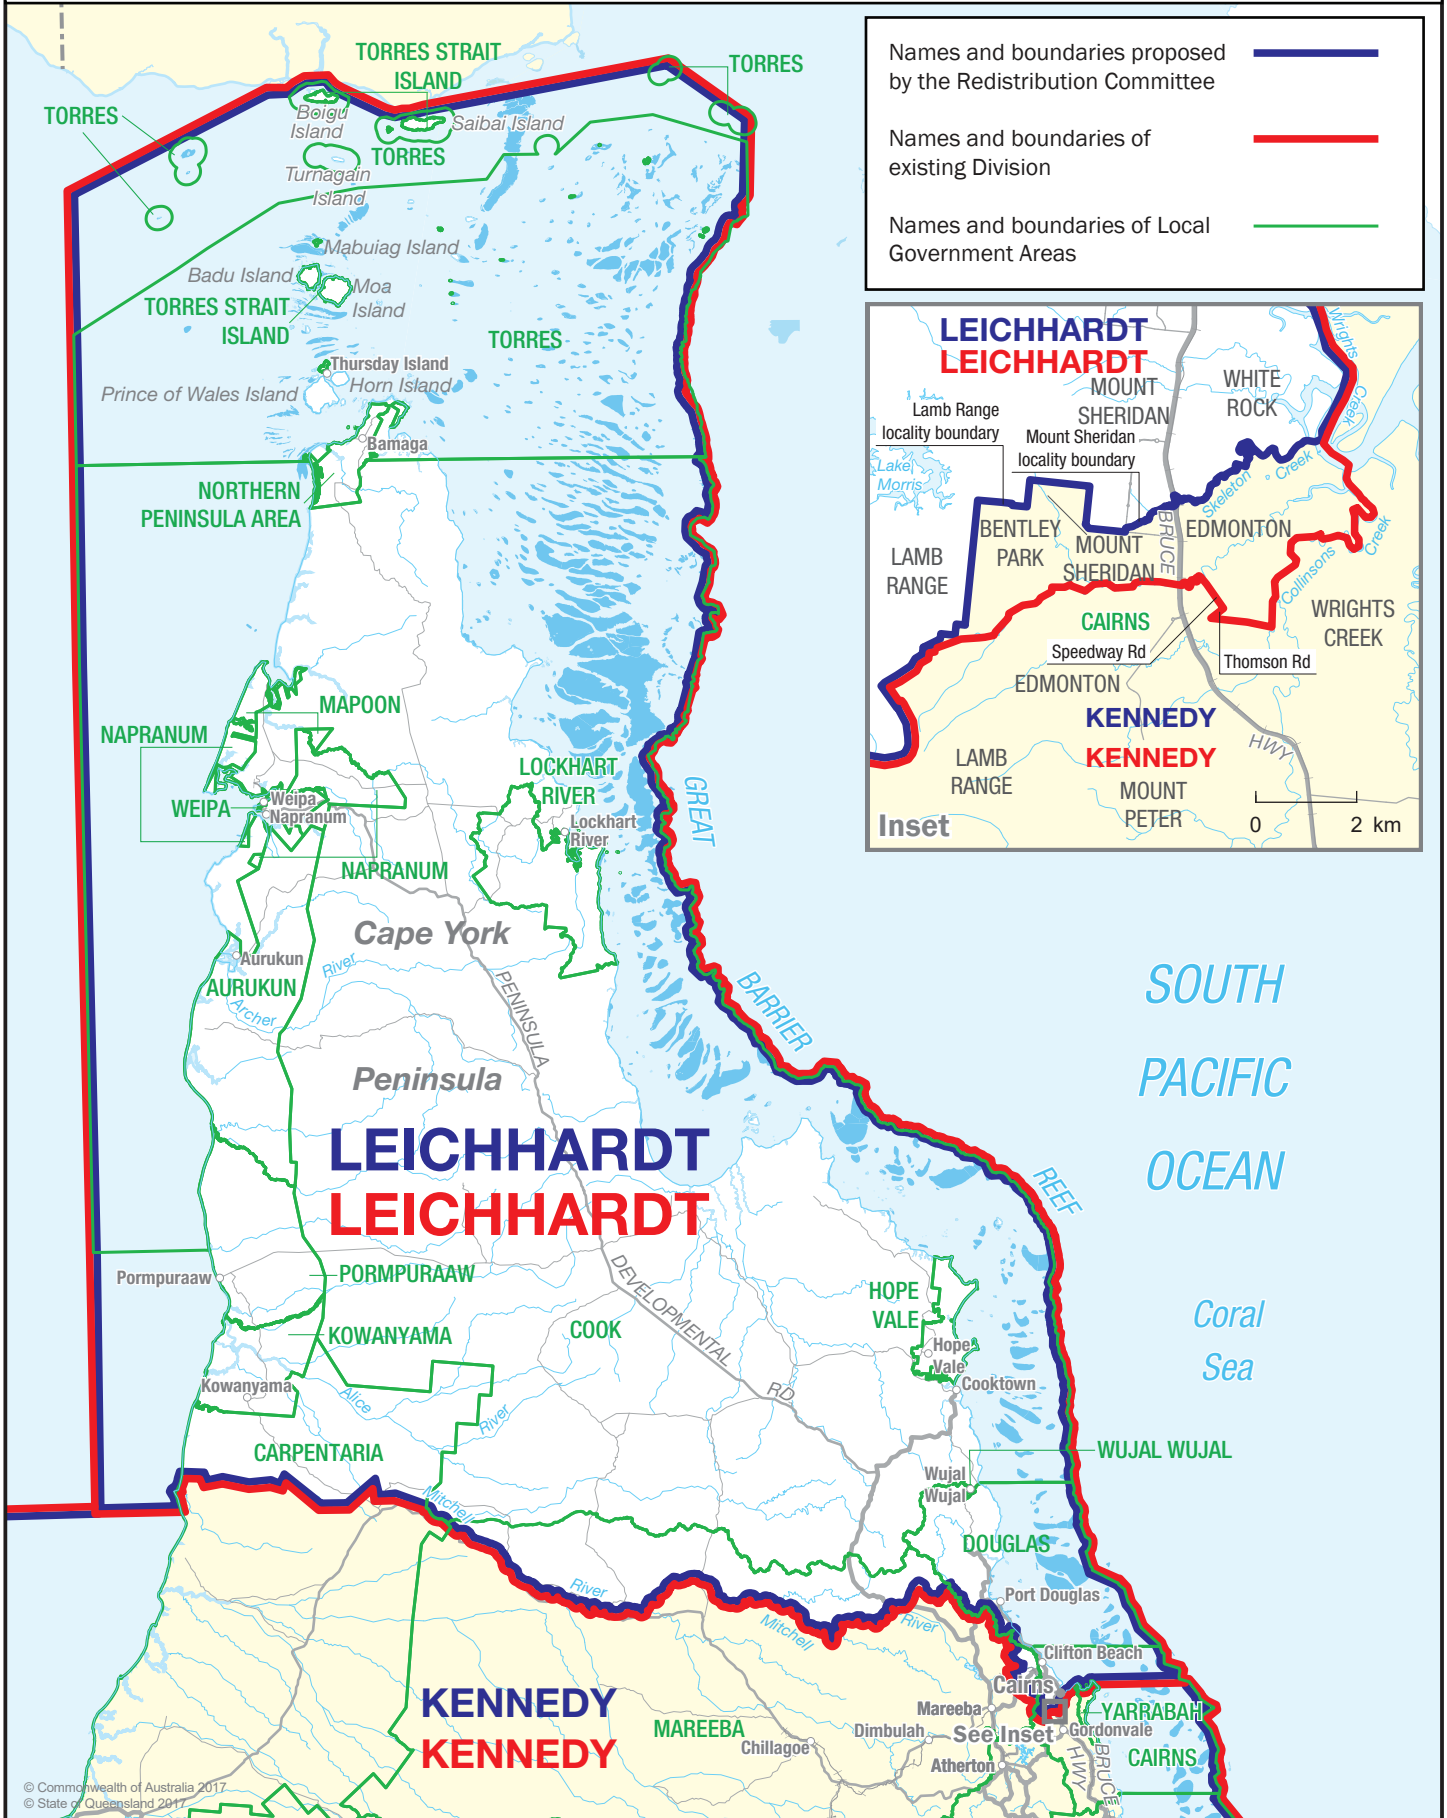 Names and boundaries proposed
by the Redistribution Committee
Names and boundaries of
existing Division
Names and boundaries of Local
Government Areas
TORRES STRAIT
ISLAND
TORRES
TORRES
Boigu
Island
Saibai Island
TORRES
Turnagain
Island
Mabuiag Island
Badu Island
Moa
Island
TORRES STRAIT
ISLAND
TORRES
Thursday Island
Horn Island
Prince of Wales Island
Bamaga
NORTHERN
PENINSULA AREA
MAPOON
NAPRANUM
WEIPA
Weipa
Napranum
NAPRANUM
LOCKHART
RIVER
Lockhart
River
GREAT
BARRIER
REEF
Cape York
Peninsula
Aurukun
AURUKUN
River
Archer
PENINSULA
DEVELOPMENTAL
RD
LEICHHARDT
LEICHHARDT
SOUTH
PACIFIC
OCEAN
Coral
Sea
Pormpuraaw
PORMPURAAW
KOWANYAMA
Kowanyama
COOK
HOPE
VALE
Hope
Vale
Cooktown
Alice
River
CARPENTARIA
WUJAL WUJAL
Wujal
Wujal
Mitchell
River
DOUGLAS
Port Douglas
Mitchell
River
Clifton Beach
Cairns
KENNEDY
KENNEDY
MAREEBA
Mareeba
Dimbulah
Chillagoe
See Inset
Gordonvale
Atherton
YARRABAH
CAIRNS
HWY
BRUCE
© Commonwealth of Australia 2017
© State of Queensland 2017
LEICHHARDT
LEICHHARDT
MOUNT
SHERIDAN
WHITE
ROCK
Wrights
Creek
Lamb Range
locality boundary
Mount Sheridan
locality boundary
Lake
Morris
Skeleton
Creek
BENTLEY
PARK
MOUNT
SHERIDAN
BRUCE
EDMONTON
LAMB
RANGE
Collinsons
Creek
CAIRNS
WRIGHTS
CREEK
Speedway Rd
Thomson Rd
EDMONTON
KENNEDY
KENNEDY
HWY
LAMB
RANGE
MOUNT
PETER
Inset
0 2 km